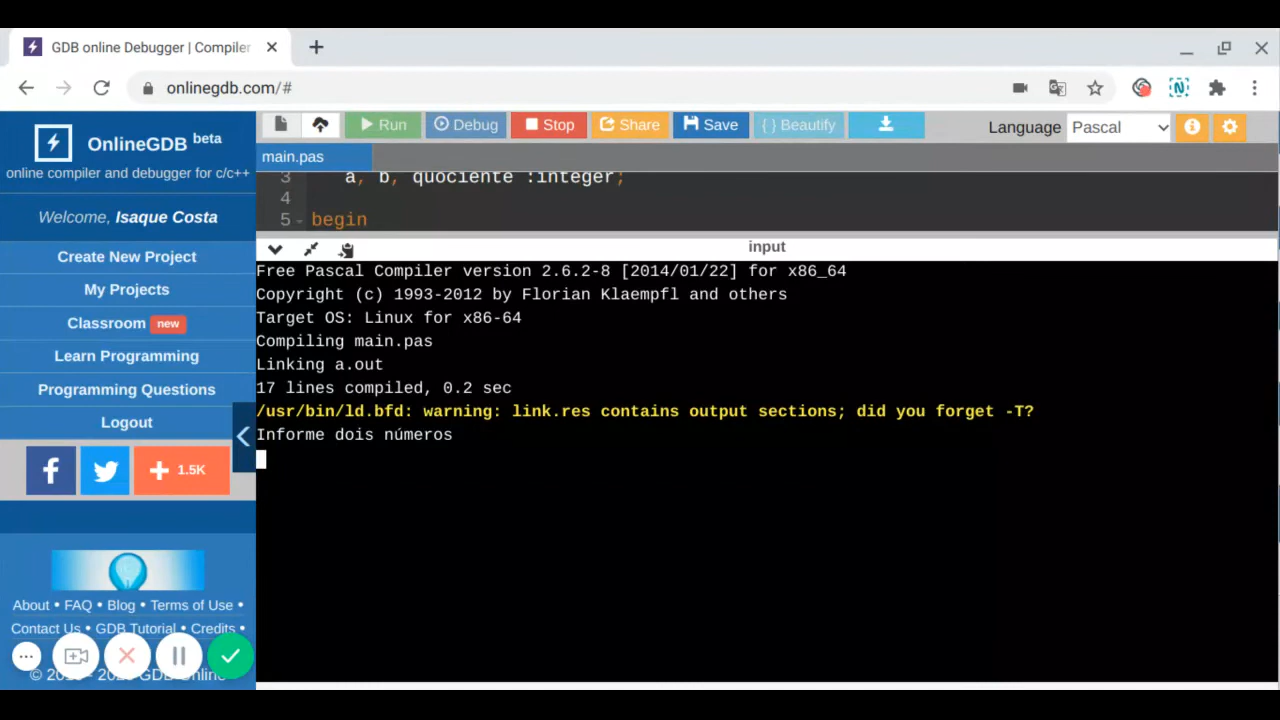 GDB online Debugger | Compiler
onlinegdb.com/#
OnlineGDB beta
online compiler and debugger for c/c++
Welcome, Isaque Costa
Create New Project
My Projects
Classroom new
Learn Programming
Programming Questions
Logout
1.5K
About • FAQ • Blog • Terms of Use •
Contact Us • GDB Tutorial • Credits •
GDB Online
Run Debug Stop Share Save { } Beautify Language Pascal
main.pas
3 a, b, quociente :integer;
4
5 begin
input
Free Pascal Compiler version 2.6.2-8 [2014/01/22] for x86_64
Copyright (c) 1993-2012 by Florian Klaempfl and others
Target OS: Linux for x86-64
Compiling main.pas
Linking a.out
17 lines compiled, 0.2 sec
/usr/bin/ld.bfd: warning: link.res contains output sections; did you forget -T?
Informe dois números